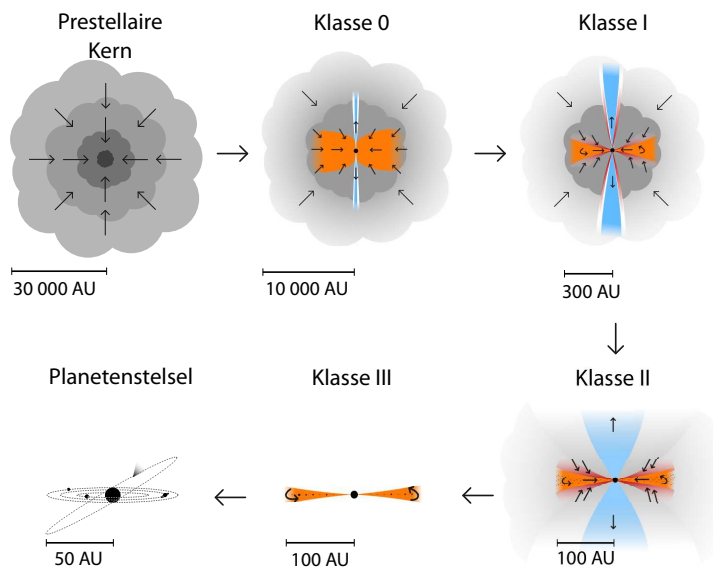 Prestellaire
Kern
Klasse 0
Klasse I
30 000 AU
10 000 AU
300 AU
Planetenstelsel
Klasse III
Klasse II
50 AU
100 AU
100 AU